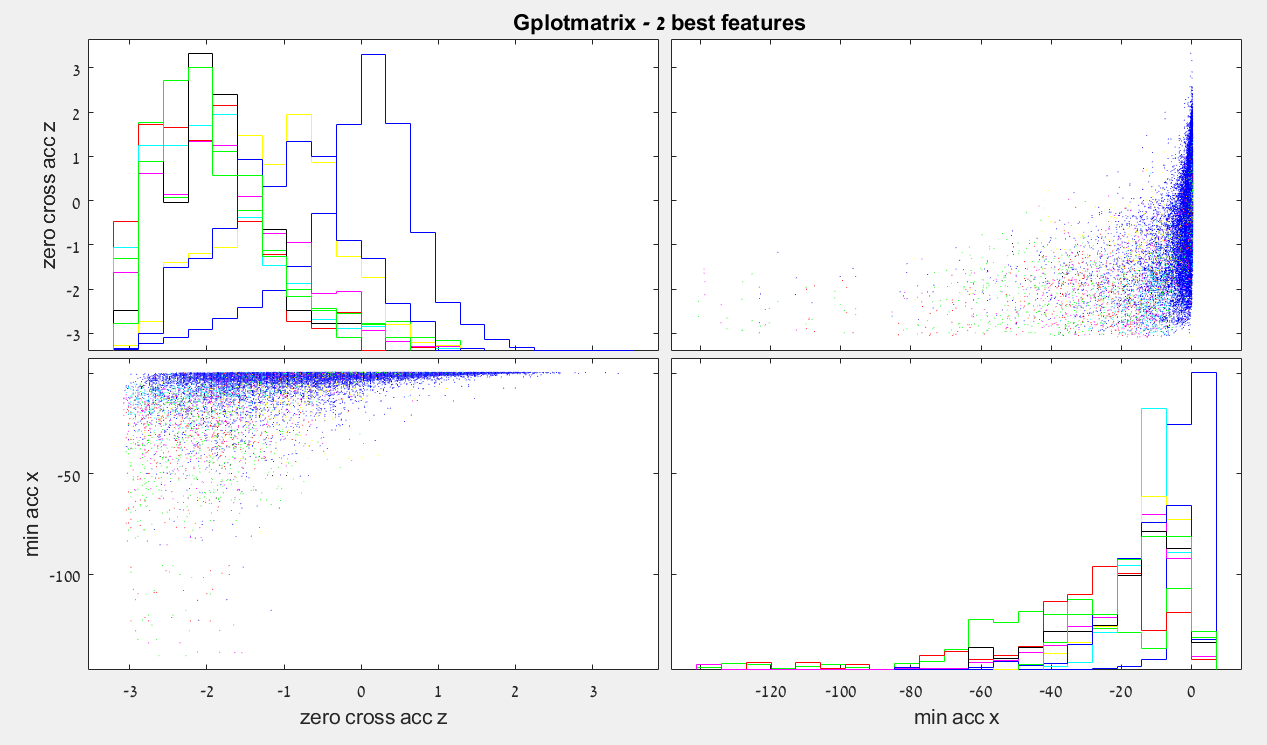 Gplotmatrix - 2 best features
zero cross acc z
3
2
1
0
-1
-2
-3
min acc x
-50
-100
-3 -2 -1 0 1 2 3
zero cross acc z
-120 -100 -80 -60 -40 -20 0
min acc x